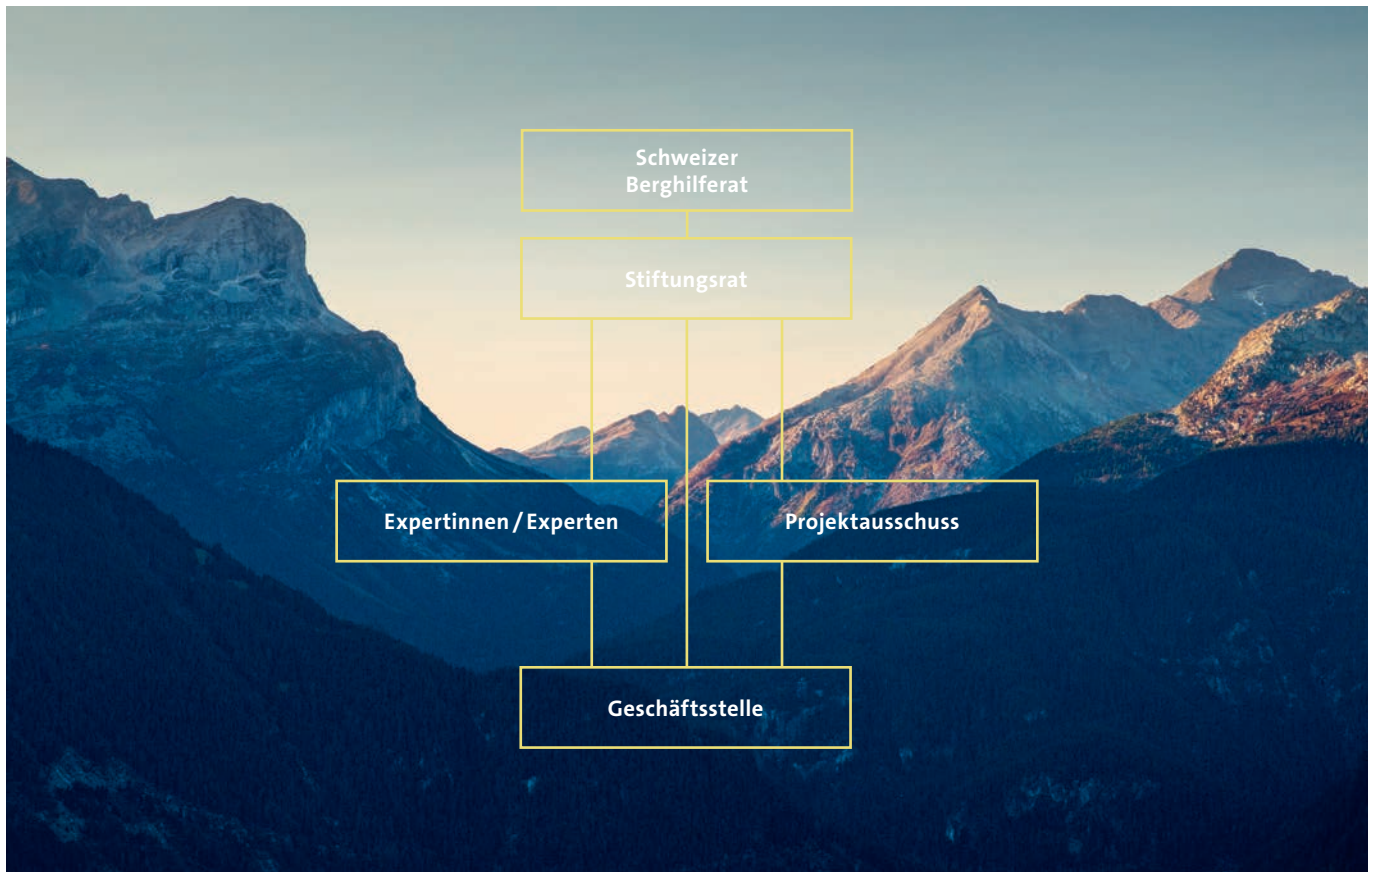 Schweizer
Berghilferat
Stiftungsrat
Expertinnen / Experten
Projektausschuss
Geschäftsstelle